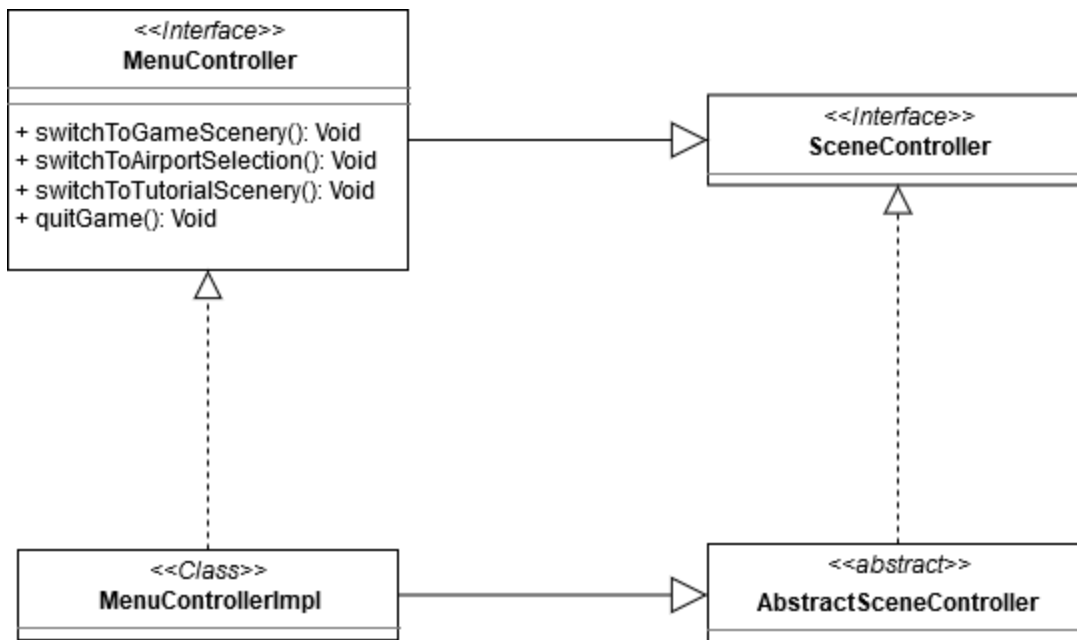 <<Interface>>
MenuController
+ switchToGameScenery(): Void
+ switchToAirportSelection(): Void
+ switchToTutorialScenery(): Void
+ quitGame(): Void
<<Interface>>
SceneController
<<Class>>
MenuControllerImpl
<<abstract>>
AbstractSceneController